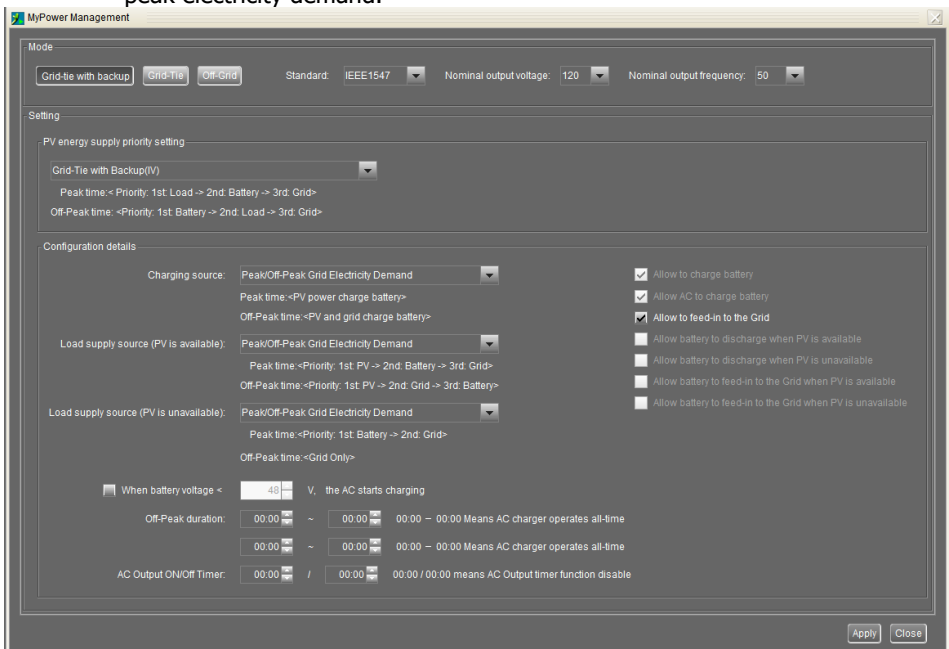 peak electricity demand.
MyPower Management
Mode
Grid-tie with backup Grid-Tie Off-Grid Standard: IEEE1547 Nominal output voltage: 120 Nominal output frequency: 50
Setting
PV energy supply priority setting
Grid-Tie with Backup(IV)
Peak time:< Priority: 1st: Load -> 2nd: Battery -> 3rd: Grid>
Off-Peak time: <Priority: 1st: Battery -> 2nd: Load -> 3rd: Grid>
Configuration details
Charging source: Peak/Off-Peak Grid Electricity Demand Allow to charge battery
Peak time:<PV power charge battery> Allow AC to charge battery
Off-Peak time:<PV and grid charge battery> Allow to feed-in to the Grid
Load supply source (PV is available): Peak/Off-Peak Grid Electricity Demand Allow battery to discharge when PV is available
Peak time:<Priority: 1st: PV -> 2nd: Battery -> 3rd: Grid> Allow battery to discharge when PV is unavailable
Off-Peak time:<Priority: 1st: PV -> 2nd: Grid -> 3rd: Battery> Allow battery to feed-in to the Grid when PV is available
Load supply source (PV is unavailable): Peak/Off-Peak Grid Electricity Demand Allow battery to feed-in to the Grid when PV is unavailable
Peak time:<Priority: 1st: Battery -> 2nd: Grid>
Off-Peak time:<Grid Only>
When battery voltage < 48 V, the AC starts charging
Off-Peak duration: 00:00 ~ 00:00 00:00 – 00:00 Means AC charger operates all-time
00:00 ~ 00:00 00:00 – 00:00 Means AC charger operates all-time
AC Output ON/Off Timer: 00:00 / 00:00 00:00 / 00:00 means AC Output timer function disable
Apply Close